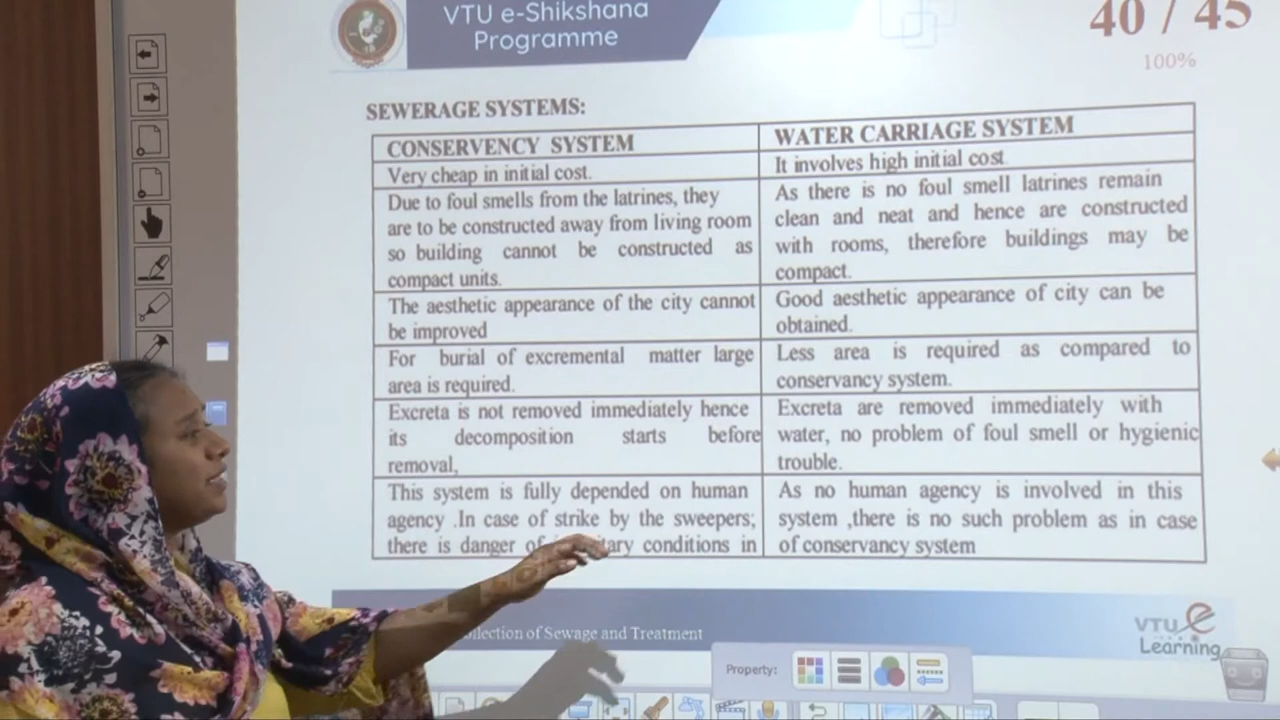 VTU e-Shikshana
Programme
40 / 45
100%
SEWERAGE SYSTEMS:
CONSERVENCY SYSTEM
WATER CARRIAGE SYSTEM
Very cheap in initial cost.
It involves high initial cost.
Due to foul smells from the latrines, they
are to be constructed away from living room
so building cannot be constructed as
compact units.
As there is no foul smell latrines remain
clean and neat and hence are constructed
with rooms, therefore buildings may be
compact.
The aesthetic appearance of the city cannot
be improved
Good aesthetic appearance of city can be
obtained.
For burial of excremental matter large
area is required.
Less area is required as compared to
conservancy system.
Excreta is not removed immediately hence
its decomposition starts before
removal,
Excreta are removed immediately with
water, no problem of foul smell or hygienic
trouble.
This system is fully depended on human
agency .In case of strike by the sweepers;
there is danger of conditions in
As no human agency is involved in this
system ,there is no such problem as in case
of conservancy system
of Sewage and Treatment
VTU e
Learning
Property: